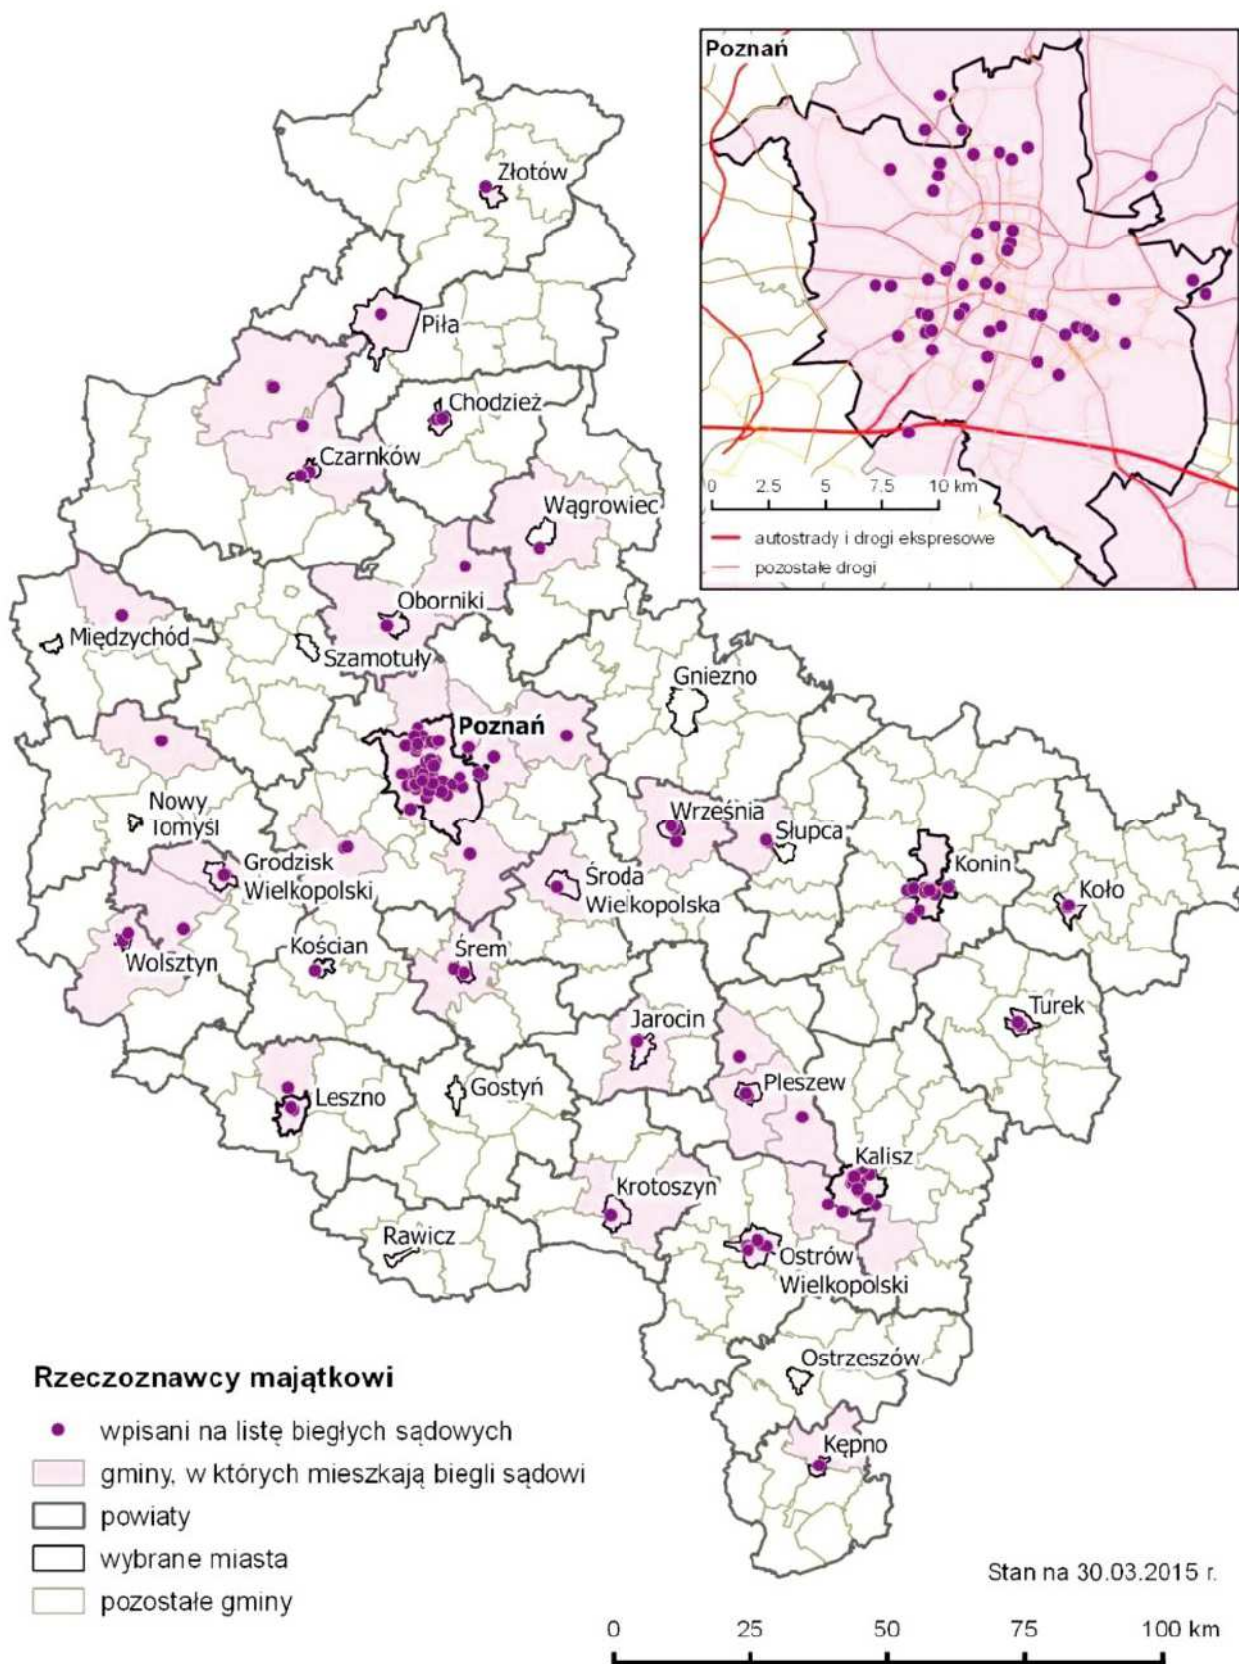 Poznań
Złotów
Piła
Chodzież
Czarnków
Wągrowiec
0 2.5 5 7.5 10 km
autostrady i drogi ekspresowe
pozostałe drogi
Oborniki
Międzychód
Szamotuły
Gniezno
Poznań
Nowy
Tomyśl
Września
Słupca
Grodzisk
Wielkopolski
Środa
Wielkopolska
Konin
Koło
Wolsztyn
Kościan
Śrem
Turek
Jarocin
Leszno
Gostyń
Pleszew
Kalisz
Krotoszyn
Rawicz
Ostrów
Wielkopolski
Ostrzeszów
Kępno
Rzeczoznawcy majątkowi
wpisani na listę biegłych sądowych
gminy, w których mieszkają biegli sądowi
powiaty
wybrane miasta
pozostałe gminy
Stan na 30.03.2015 r.
0 25 50 75 100 km